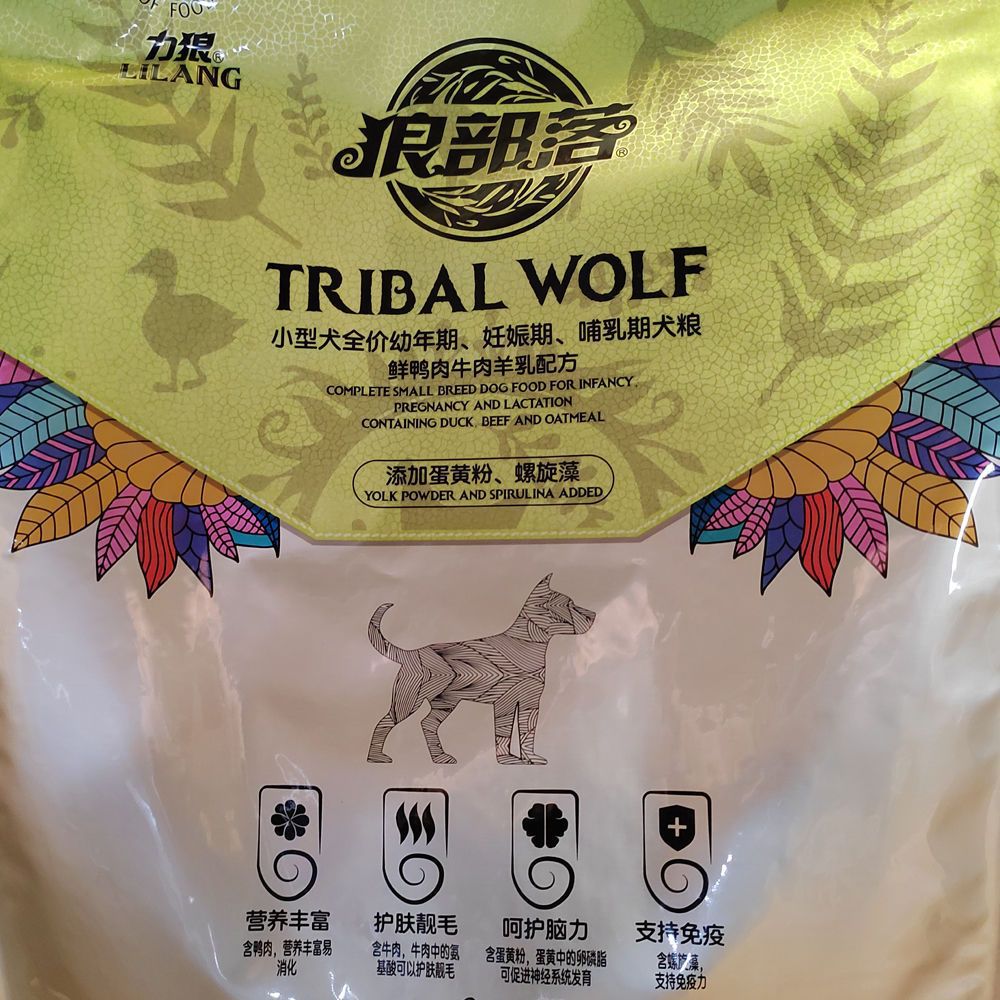 力狼®
LILANG
狼部落®
TRIBAL WOLF
小型犬全价幼年期、妊娠期、哺乳期犬粮
鲜鸭肉牛肉羊乳配方
COMPLETE SMALL BREED DOG FOOD FOR INFANCY,
PREGNANCY AND LACTATION
CONTAINING DUCK, BEEF AND OATMEAL
添加蛋黄粉、螺旋藻
YOLK POWDER AND SPIRULINA ADDED
营养丰富
含鸭肉，营养丰富易
消化
护肤靓毛
含牛肉，牛肉中的氨
基酸可以护肤靓毛
呵护脑力
含蛋黄粉，蛋黄中的卵磷脂
可促进神经系统发育
支持免疫
含螺旋藻，
支持免疫力